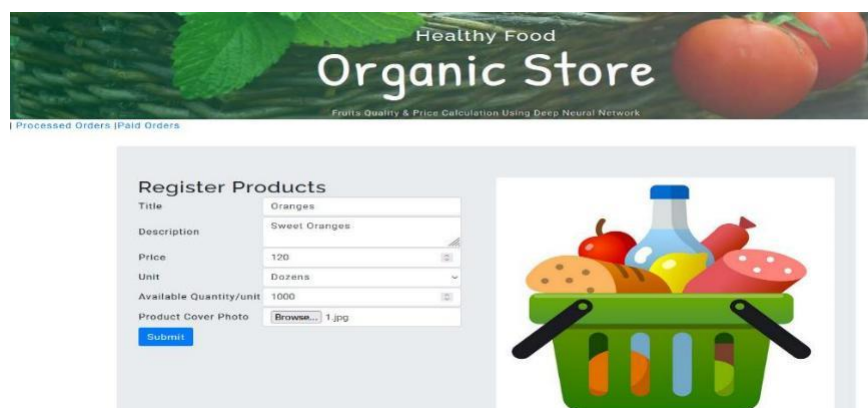 Healthy Food
Organic Store
Fruits Quality & Price Calculation Using Deep Neural Network
| Processed Orders |Paid Orders
Register Products
Title Oranges
Description Sweet Oranges
Price 120
Unit Dozens
Available Quantity/unit 1000
Product Cover Photo Browse... 1.jpg
Submit